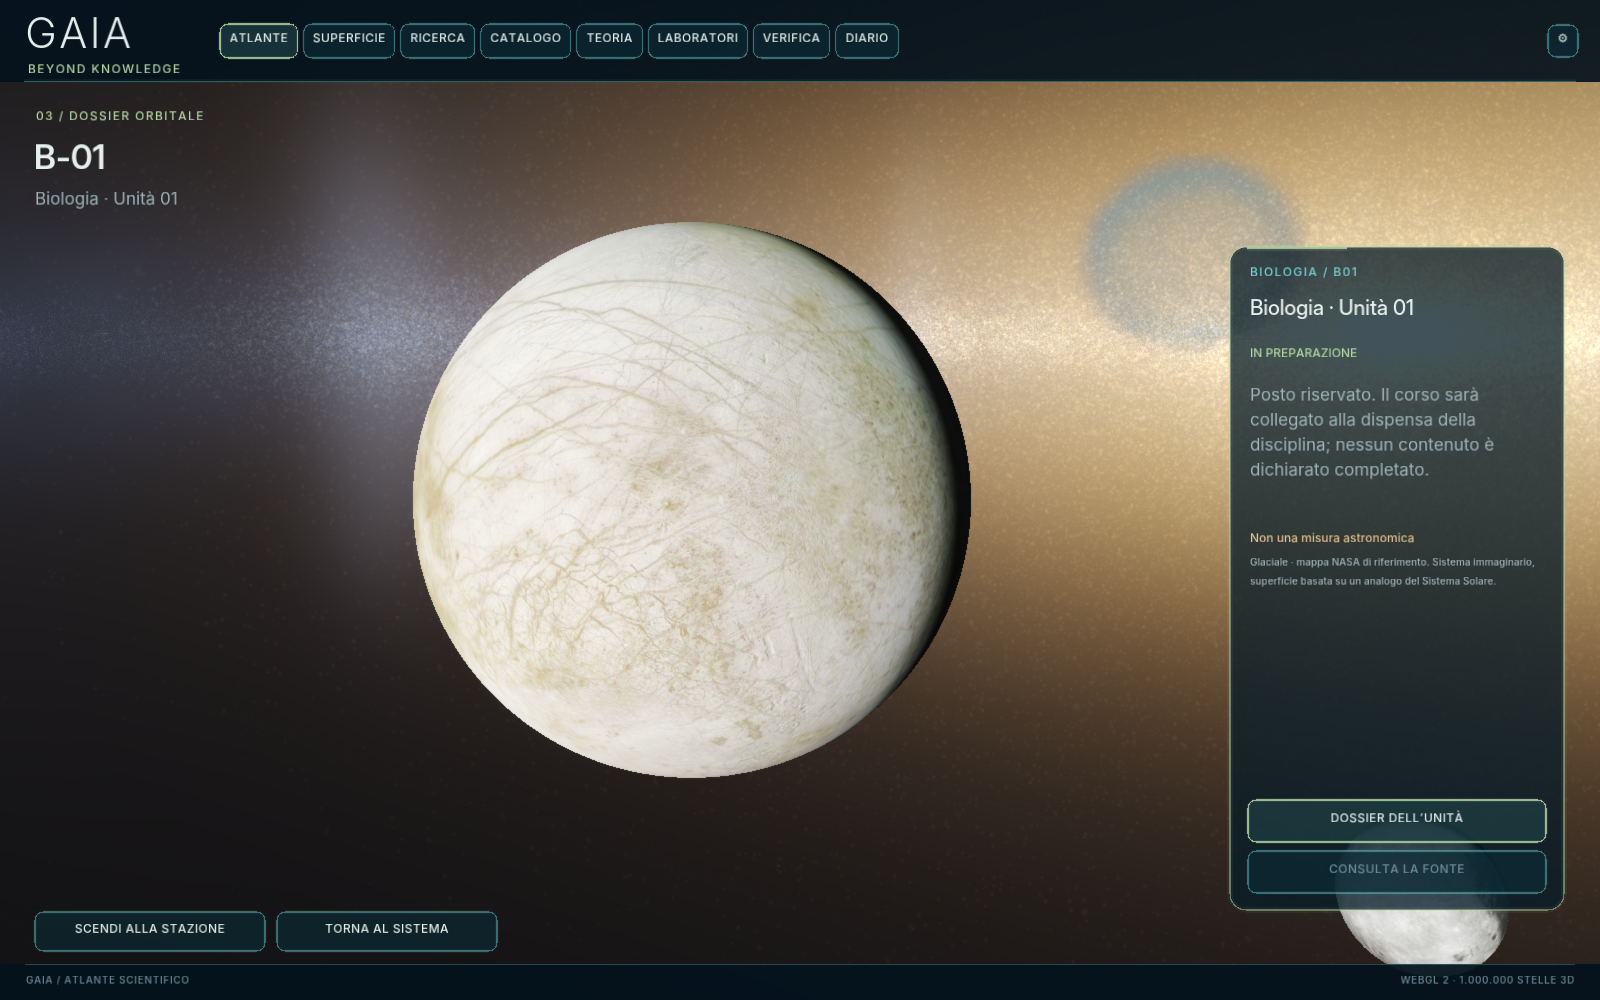 GAIA
BEYOND KNOWLEDGE
ATLANTE
SUPERFICIE
RICERCA
CATALOGO
TEORIA
LABORATORI
VERIFICA
DIARIO
03 / DOSSIER ORBITALE
B-01
Biologia · Unità 01
BIOLOGIA / B01
Biologia · Unità 01
IN PREPARAZIONE
Posto riservato. Il corso sarà
collegato alla dispensa della
disciplina; nessun contenuto è
dichiarato completato.
Non una misura astronomica
Glaciale · mappa NASA di riferimento. Sistema immaginario,
superficie basata su un analogo del Sistema Solare.
DOSSIER DELL'UNITÀ
CONSULTA LA FONTE
SCENDI ALLA STAZIONE
TORNA AL SISTEMA
GAIA / ATLANTE SCIENTIFICO
WEBGL 2 · 1.000.000 STELLE 3D